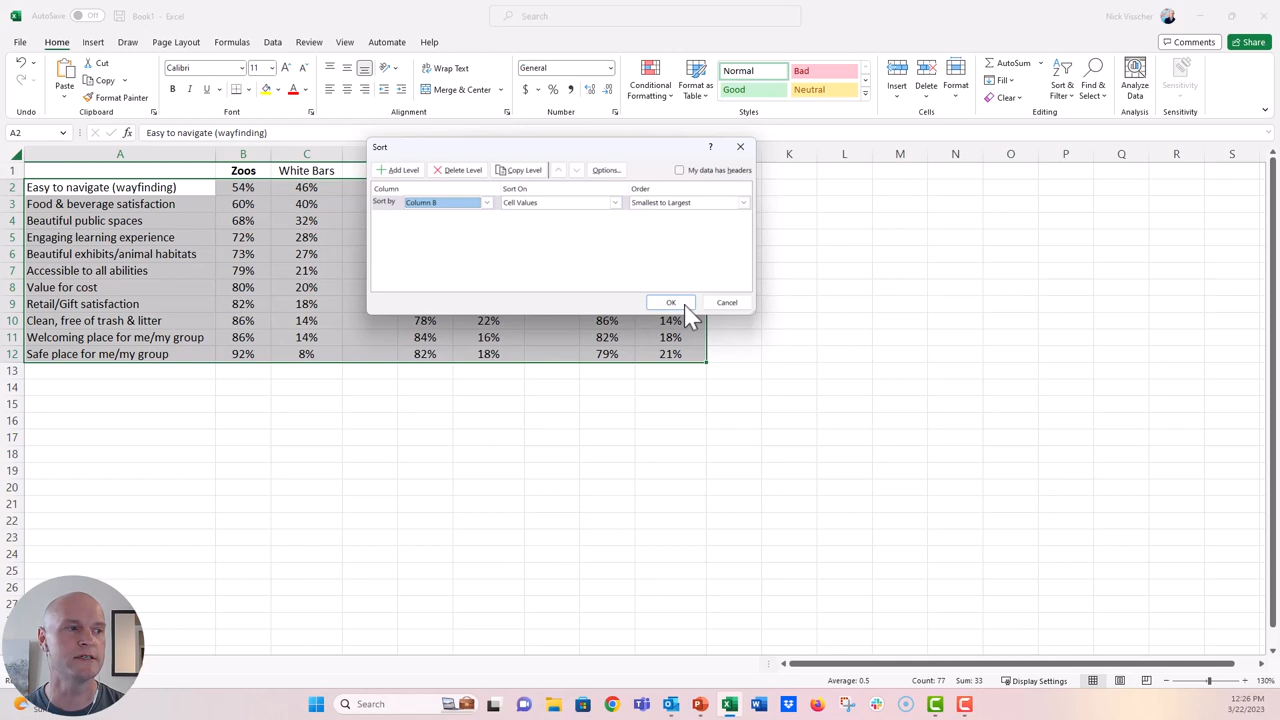 AutoSave Off Book1 - Excel Search Nick Visscher
File Home Insert Draw Page Layout Formulas Data Review View Automate Help Comments Share
Cut
Copy
Format Painter
Paste
Calibri 11
B I U
Wrap Text
Merge & Center
General
$ % ,
Conditional Formatting
Format as Table
Normal Bad
Good Neutral
Insert Delete Format
AutoSum
Fill
Clear
Sort & Filter
Find & Select
Analyze Data
Sensitivity
Undo Clipboard Font Alignment Number Styles Cells Editing Analysis Sensitivity
A2 fx Easy to navigate (wayfinding)
A B C K L M N O P Q R S
1 Zoos White Bars
2 Easy to navigate (wayfinding) 54% 46%
3 Food & beverage satisfaction 60% 40%
4 Beautiful public spaces 68% 32%
5 Engaging learning experience 72% 28%
6 Beautiful exhibits/animal habitats 73% 27%
7 Accessible to all abilities 79% 21%
8 Value for cost 80% 20%
9 Retail/Gift satisfaction 82% 18%
10 Clean, free of trash & litter 86% 14% 78% 22% 86% 14%
11 Welcoming place for me/my group 86% 14% 84% 16% 82% 18%
12 Safe place for me/my group 92% 8% 82% 18% 79% 21%
13
14
15
16
17
18
19
20
21
22
23
24
25
26
27
Sort ?
Add Level Delete Level Copy Level Options... My data has headers
Column Sort On Order
Sort by Column B Cell Values Smallest to Largest
OK Cancel
Average: 0.5 Count: 77 Sum: 33 Display Settings 130%
Search
12:26 PM
3/22/2023